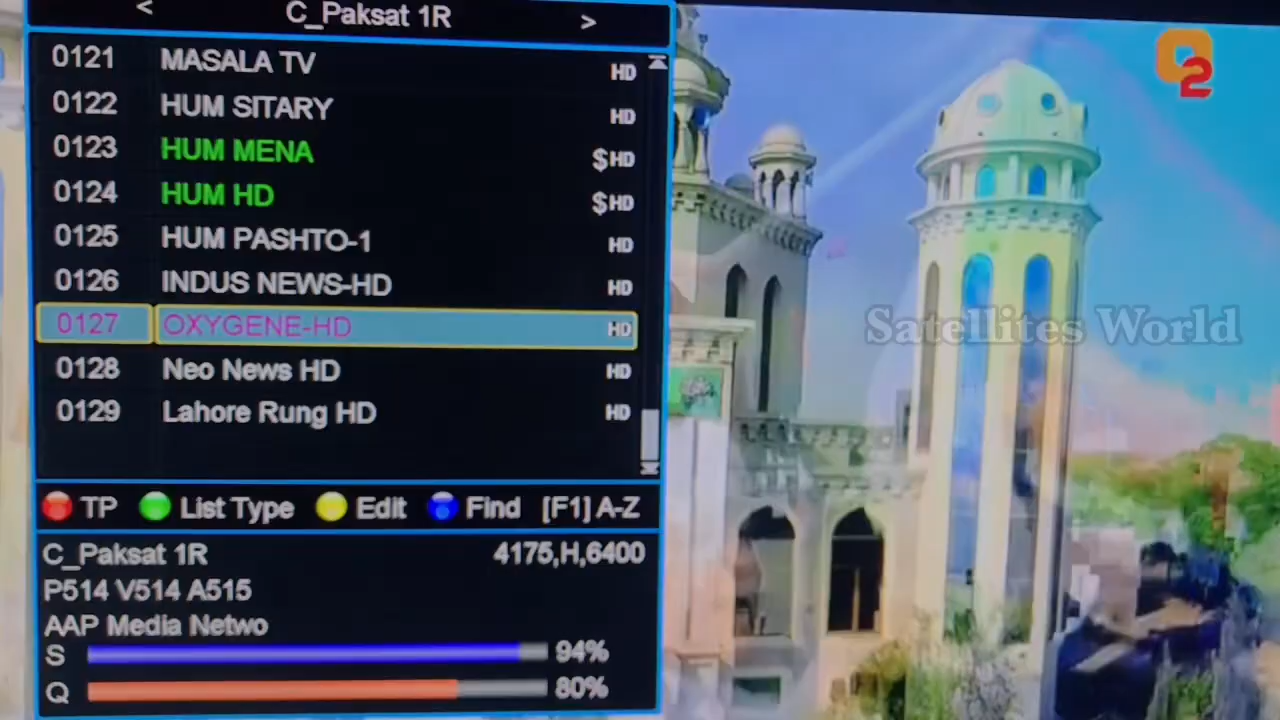 < C_Paksat 1R >
0121 MASALA TV HD
0122 HUM SITARY HD
0123 HUM MENA $HD
0124 HUM HD $HD
0125 HUM PASHTO-1 HD
0126 INDUS NEWS-HD HD
0127 OXYGENE-HD HD
0128 Neo News HD HD
0129 Lahore Rung HD HD
TP List Type Edit Find [F1] A-Z
C_Paksat 1R 4175,H,6400
P514 V514 A515
AAP Media Netwo
S 94%
Q 80%
O2
Satellites World